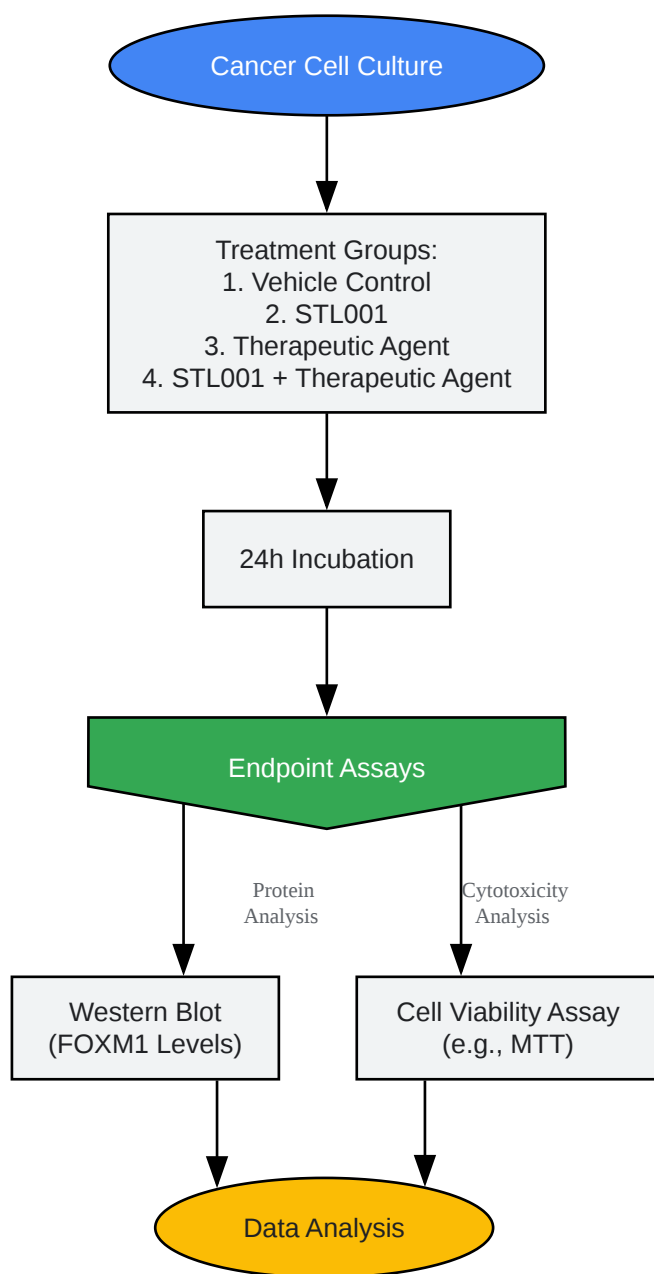 Cancer Cell Culture
Treatment Groups:
1. Vehicle Control
2. STL001
3. Therapeutic Agent
4. STL001 + Therapeutic Agent
24h Incubation
Endpoint Assays
Protein
Analysis
Cytotoxicity
Analysis
Western Blot
(FOXM1 Levels)
Cell Viability Assay
(e.g., MTT)
Data Analysis